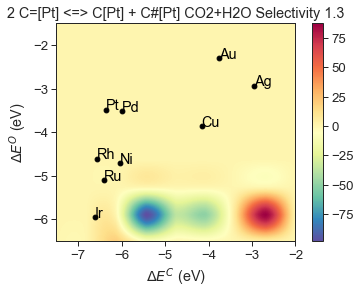 2 C=[Pt] <=> C[Pt] + C#[Pt] CO2+H2O Selectivity 1.3
Au
Ag
Cu
Pt
Pd
Rh
Ni
Ru
Ir
ΔE^O (eV)
−2
−3
−4
−5
−6
−7
−6
−5
−4
−3
−2
ΔE^C (eV)
75
50
25
0
−25
−50
−75